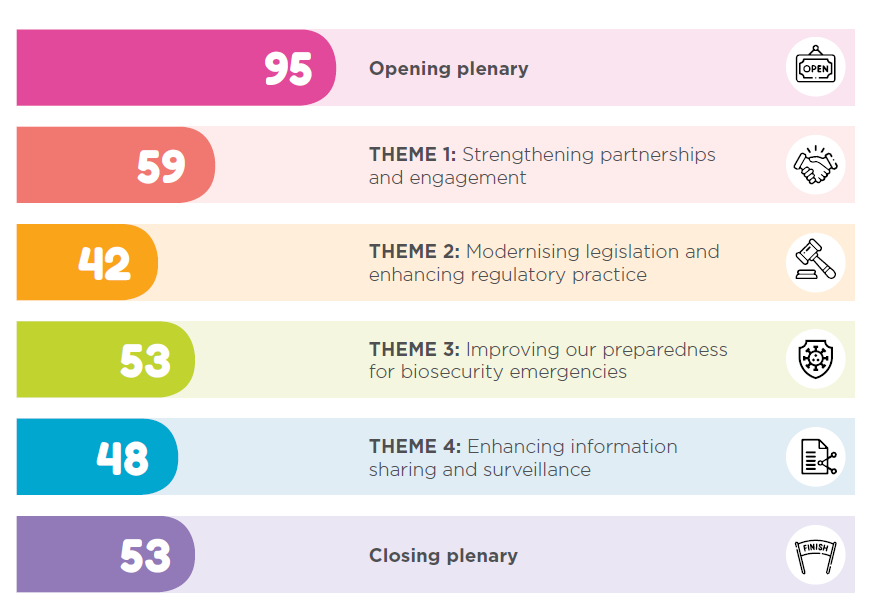 95
Opening plenary
OPEN
59
THEME 1: Strengthening partnerships
and engagement
42
THEME 2: Modernising legislation and
enhancing regulatory practice
53
THEME 3: Improving our preparedness
for biosecurity emergencies
48
THEME 4: Enhancing information
sharing and surveillance
53
Closing plenary
FINISH